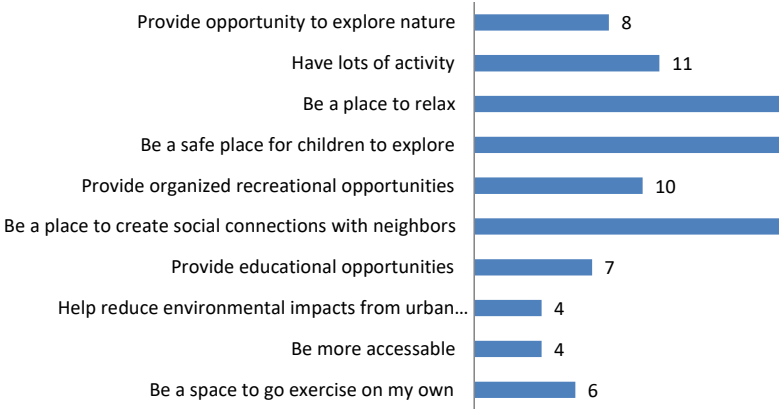 Provide opportunity to explore nature 8
Have lots of activity 11
Be a place to relax
Be a safe place for children to explore
Provide organized recreational opportunities 10
Be a place to create social connections with neighbors
Provide educational opportunities 7
Help reduce environmental impacts from urban... 4
Be more accessable 4
Be a space to go exercise on my own 6